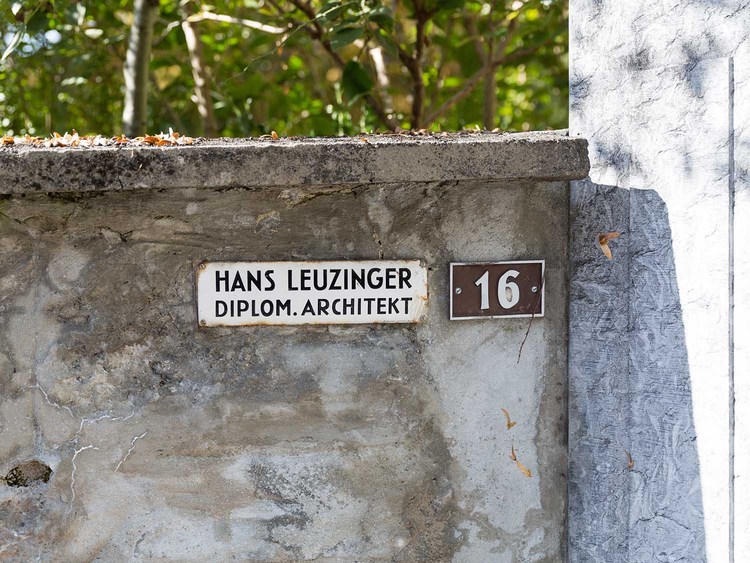 HANS LEUZINGER
DIPLOM. ARCHITEKT
16